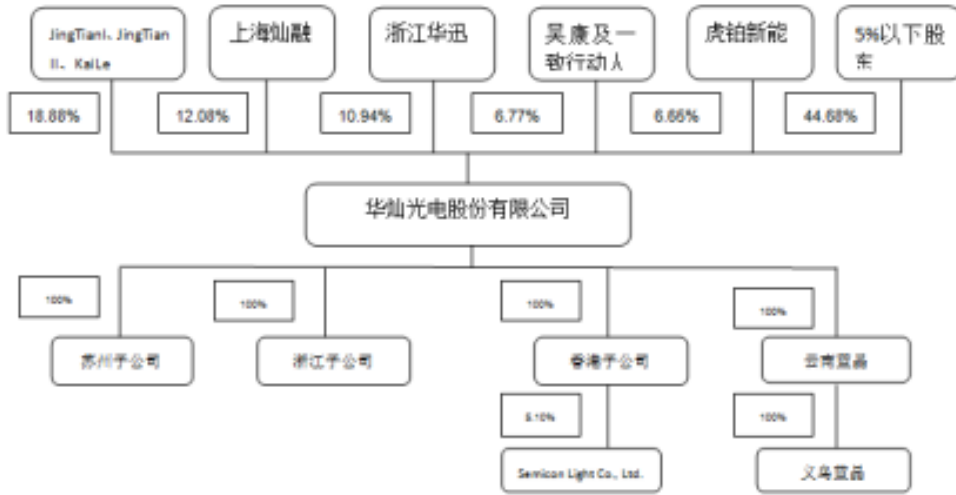 JingTianI、JingTian
II、KaiLe
上海灿融
浙江华迅
吴康及一
致行动人
虎铂新能
5%以下股
东
18.88%
12.08%
10.94%
6.77%
6.66%
44.68%
华灿光电股份有限公司
100%
100%
100%
100%
苏州子公司
浙江子公司
香港子公司
云南蓝晶
5.10%
100%
Semicon Light Co., Ltd.
义乌蓝晶